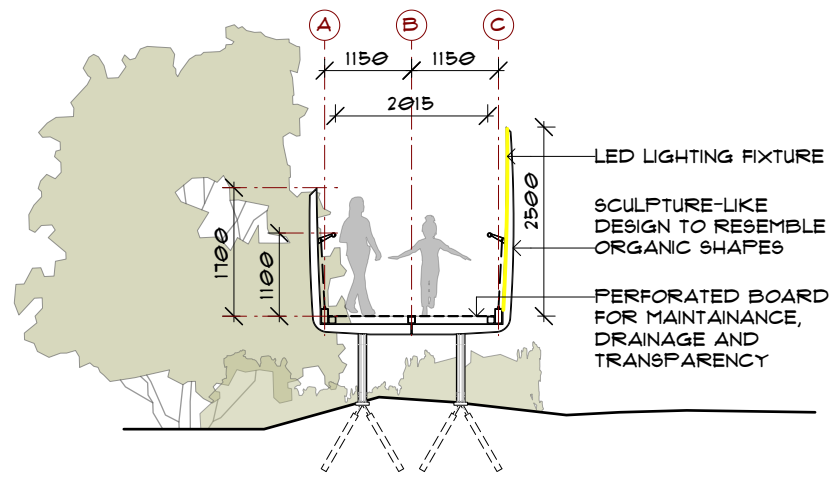 A B C
1150 1150
2015
LED LIGHTING FIXTURE
2500
SCULPTURE-LIKE
DESIGN TO RESEMBLE
ORGANIC SHAPES
1700
1100
PERFORATED BOARD
FOR MAINTAINANCE,
DRAINAGE AND
TRANSPARENCY